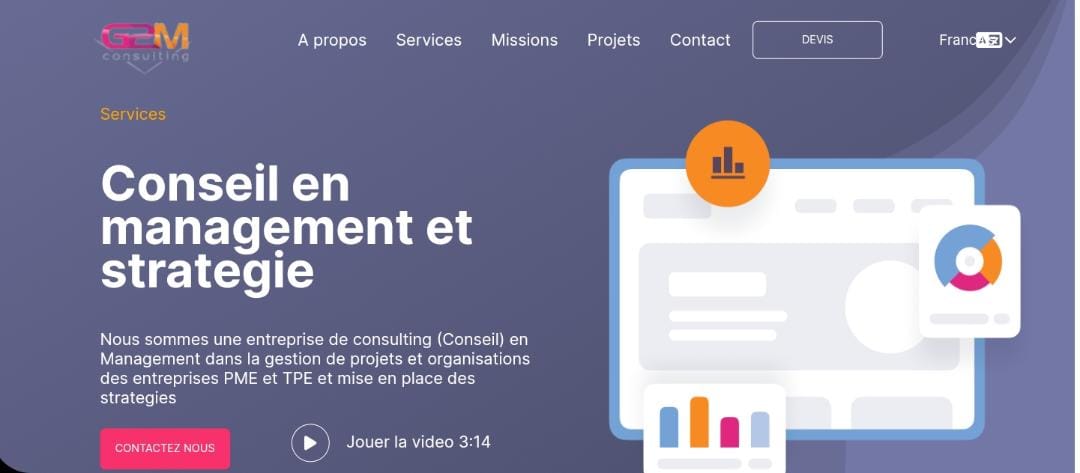 G2M
consulting
A propos Services Missions Projets Contact DEVIS Franc
Services
Conseil en
management et
strategie
Nous sommes une entreprise de consulting (Conseil) en
Management dans la gestion de projets et organisations
des entreprises PME et TPE et mise en place des
strategies
CONTACTEZ NOUS Jouer la video 3:14